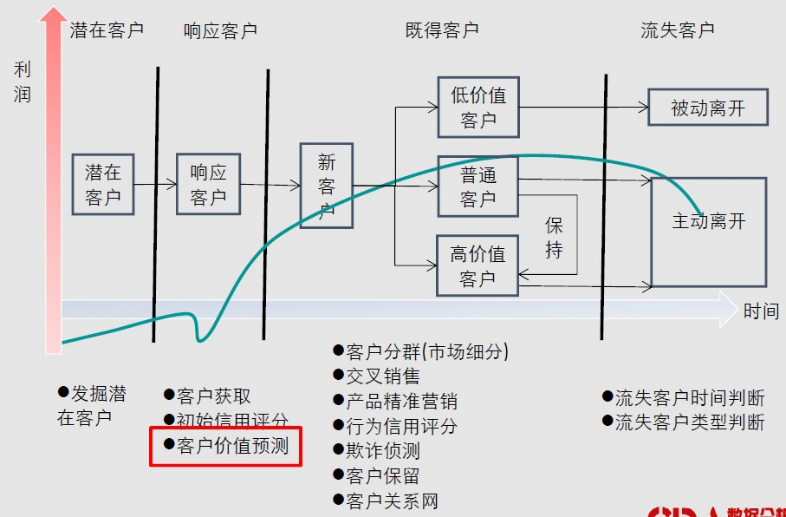 潜在客户
响应客户
既得客户
流失客户
利
润
潜在
客户
响应
客户
新
客
户
低价值
客户
普通
客户
高价值
客户
保
持
被动离开
主动离开
时间
●发掘潜
在客户
●客户获取
●初始信用评分
●客户价值预测
●客户分群(市场细分)
●交叉销售
●产品精准营销
●行为信用评分
●欺诈侦测
●客户保留
●客户关系网
●流失客户时间判断
●流失客户类型判断